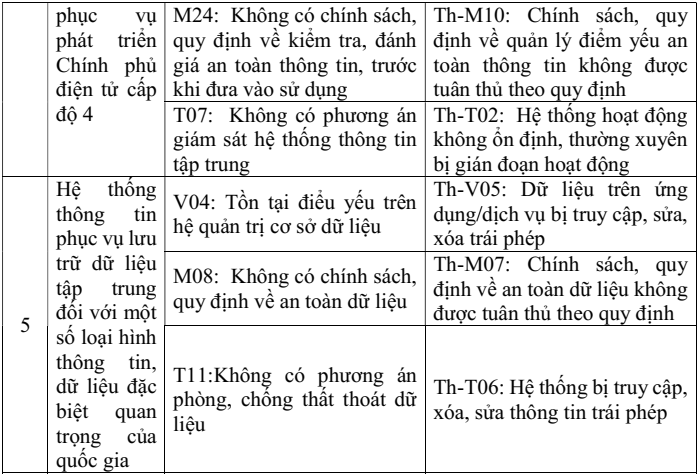 phục vụ
phát triển
Chính phủ
điện tử cấp
độ 4
M24: Không có chính sách,
quy định về kiểm tra, đánh
giá an toàn thông tin, trước
khi đưa vào sử dụng
Th-M10: Chính sách, quy
định về quản lý điểm yếu an
toàn thông tin không được
tuân thủ theo quy định
T07: Không có phương án
giám sát hệ thống thông tin
tập trung
Th-T02: Hệ thống hoạt động
không ổn định, thường xuyên
bị gián đoạn hoạt động
5
Hệ thống
thông tin
phục vụ lưu
trữ dữ liệu
tập trung
đối với một
số loại hình
thông tin,
dữ liệu đặc
biệt quan
trọng của
quốc gia
V04: Tồn tại điểu yếu trên
hệ quản trị cơ sở dữ liệu
Th-V05: Dữ liệu trên ứng
dụng/dịch vụ bị truy cập, sửa,
xóa trái phép
M08: Không có chính sách,
quy định về an toàn dữ liệu
Th-M07: Chính sách, quy
định về an toàn dữ liệu không
được tuân thủ theo quy định
T11:Không có phương án
phòng, chống thất thoát dữ
liệu
Th-T06: Hệ thống bị truy cập,
xóa, sửa thông tin trái phép